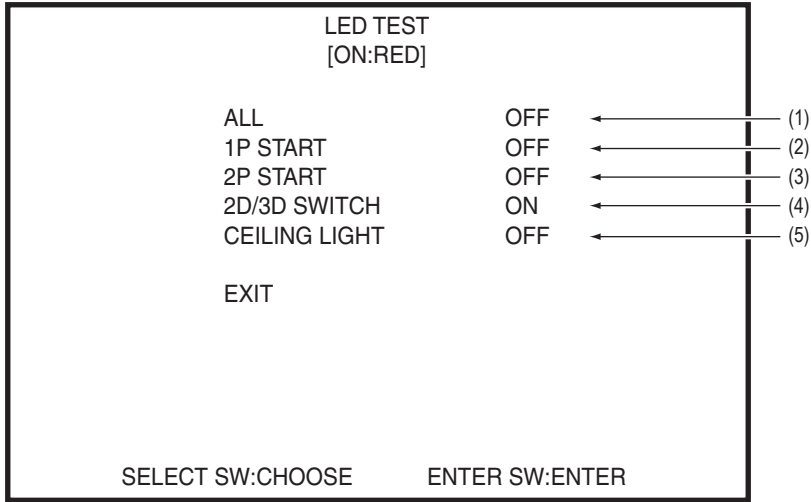 LED TEST
[ON:RED]
ALL OFF (1)
1P START OFF (2)
2P START OFF (3)
2D/3D SWITCH ON (4)
CEILING LIGHT OFF (5)
EXIT
SELECT SW:CHOOSE ENTER SW:ENTER